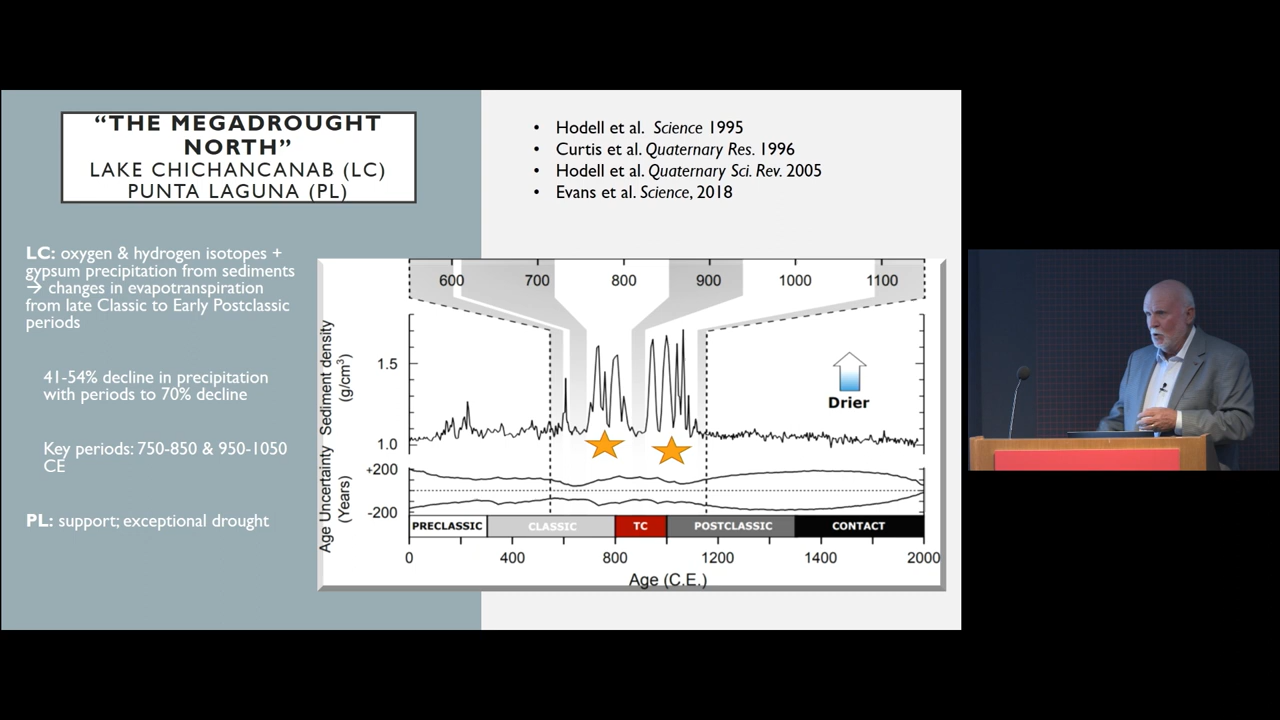 “THE MEGADROUGHT
NORTH”
LAKE CHICHANCANAB (LC)
PUNTA LAGUNA (PL)
• Hodell et al. Science 1995
• Curtis et al. Quaternary Res. 1996
• Hodell et al. Quaternary Sci. Rev. 2005
• Evans et al. Science, 2018
LC: oxygen & hydrogen isotopes +
gypsum precipitation from sediments
→ changes in evapotranspiration
from late Classic to Early Postclassic
periods
41-54% decline in precipitation
with periods to 70% decline
Key periods: 750-850 & 950-1050
CE
PL: support; exceptional drought
600 700 800 900 1000 1100
Sediment density
(g/cm³)
1.5
1.0
Drier
Age Uncertainty
(Years)
+200
-200
PRECLASSIC CLASSIC TC POSTCLASSIC CONTACT
0 400 800 1200 1400 2000
Age (C.E.)